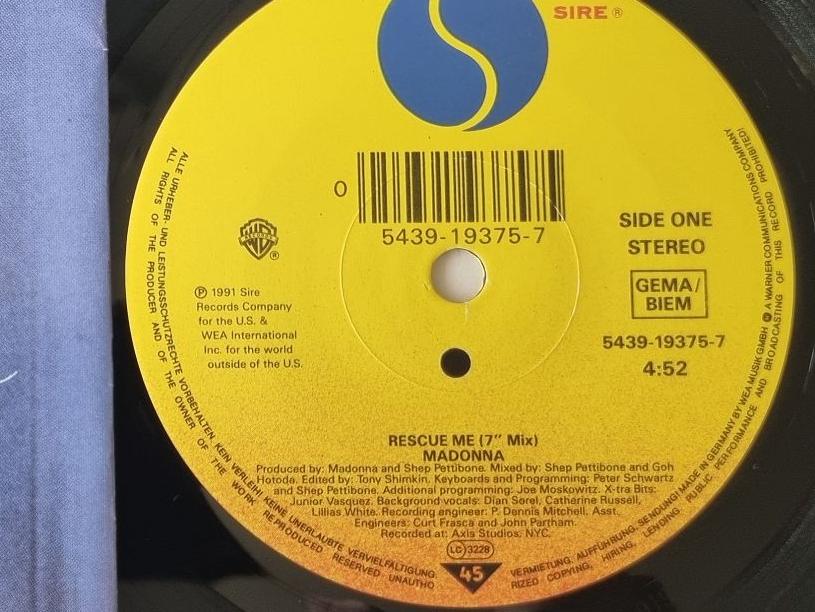 SIRE ®
0
5439-19375-7
SIDE ONE
STEREO
GEMA/
BIEM
5439-19375-7
4:52
℗ 1991 Sire
Records Company
for the U.S. &
WEA International
Inc. for the world
outside of the U.S.
RESCUE ME (7" Mix)
MADONNA
Produced by: Madonna and Shep Pettibone. Mixed by: Shep Pettibone and Goh
Hotoda. Edited by: Tony Shimkin. Keyboards and Programming: Peter Schwartz
and Shep Pettibone. Additional programming: Joe Moskowitz. X-tra Bits:
Junior Vasquez. Background vocals: Dian Sorel, Catherine Russell,
Lillias White. Recording engineer: P. Dennis Mitchell. Asst.
Engineers: Curt Frasca and John Partham.
Recorded at: Axis Studios, NYC.
LC 3228
45
ALLE URHEBER- UND LEISTUNGSSCHUTZRECHTE VORBEHALTEN KEIN VERLEIH! KEINE UNERLAUBTE VERVIELFÄLTIGUNG,
VERMIETUNG, AUFFÜHRUNG, SENDUNG! MADE IN GERMANY BY WEA MUSIK GMBH A WARNER COMMUNICATIONS COMPANY
ALL RIGHTS OF THE PRODUCER AND OF THE OWNER OF THE WORK REPRODUCED RESERVED UNAUTHO
RIZED COPYING, HIRING, LENDING PUBLIC PERFORMANCE AND BROADCASTING OF THIS RECORD PROHIBITED!